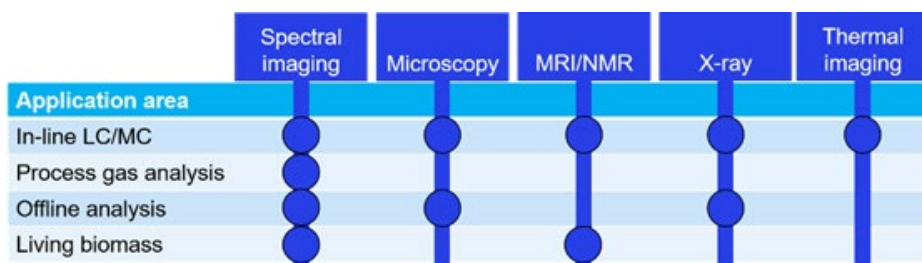 Spectral
imaging
Microscopy
MRI/NMR
X-ray
Thermal
imaging
Application area
In-line LC/MC
Process gas analysis
Offline analysis
Living biomass